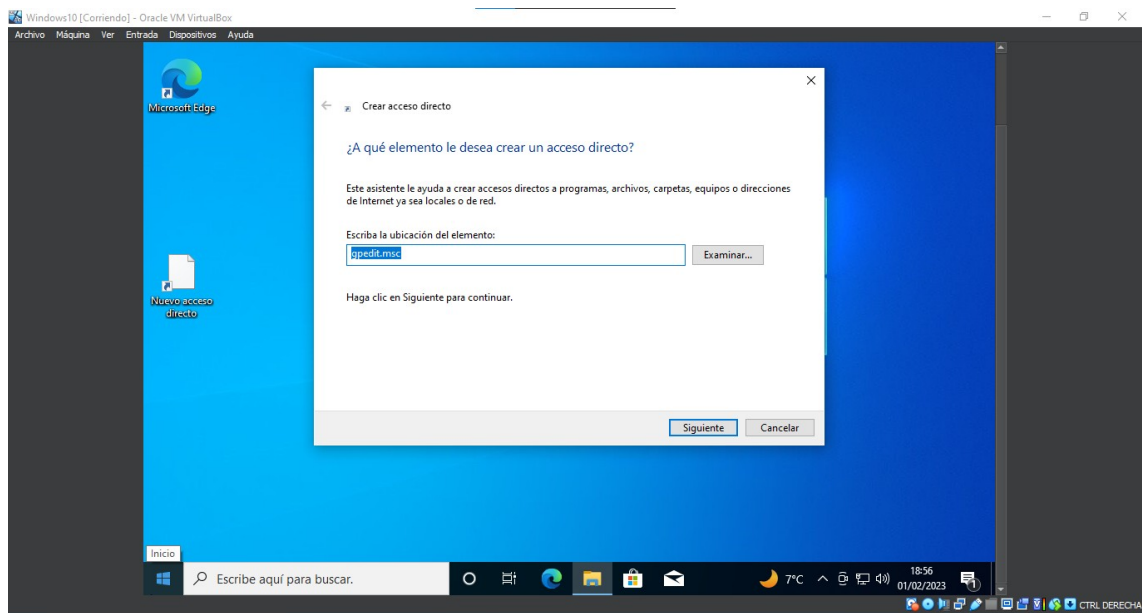 Windows10 [Corriendo] - Oracle VM VirtualBox
Archivo Máquina Ver Entrada Dispositivos Ayuda
Microsoft Edge
Crear acceso directo
¿A qué elemento le desea crear un acceso directo?
Este asistente le ayuda a crear accesos directos a programas, archivos, carpetas, equipos o direcciones
de Internet ya sea locales o de red.
Escriba la ubicación del elemento:
gpedit.msc
Examinar...
Nuevo acceso
directo
Haga clic en Siguiente para continuar.
Siguiente
Cancelar
Inicio
Escribe aquí para buscar.
7°C
18:56
01/02/2023
1
CTRL DERECHA